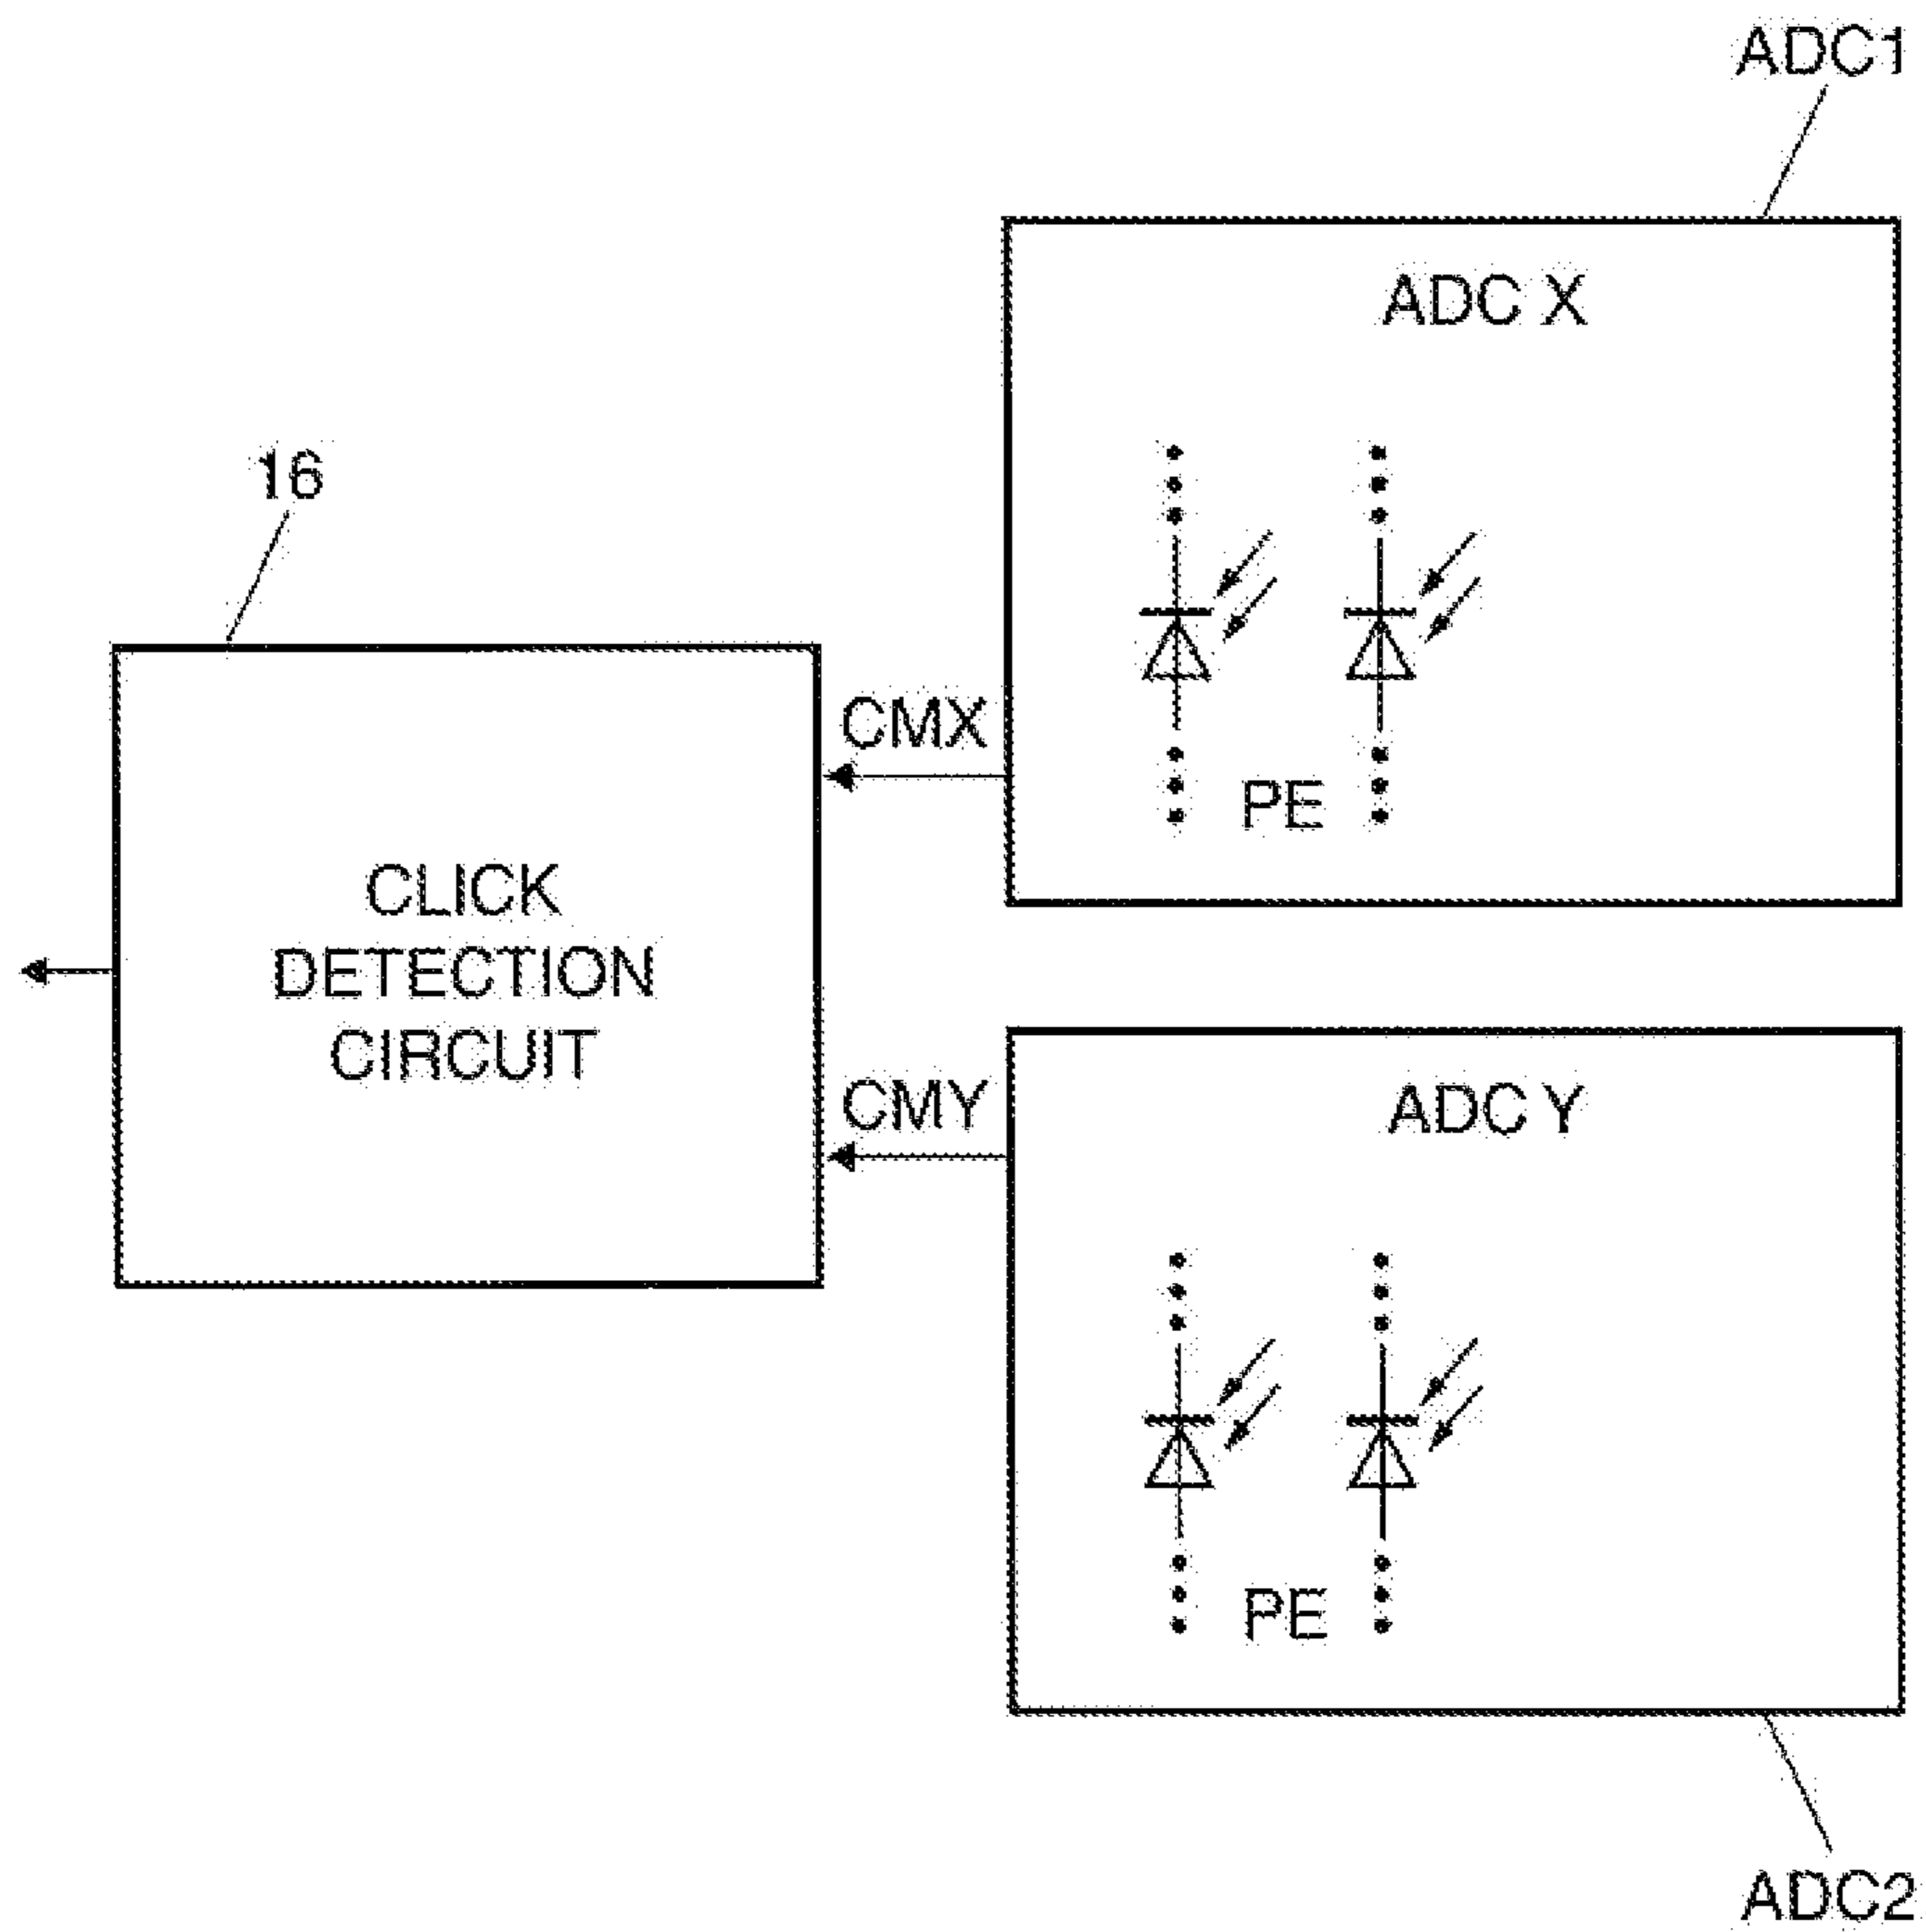 ADC1
ADC X
16
CMX
PE
CLICK
DETECTION
CIRCUIT
CMY
ADC Y
PE
ADC2